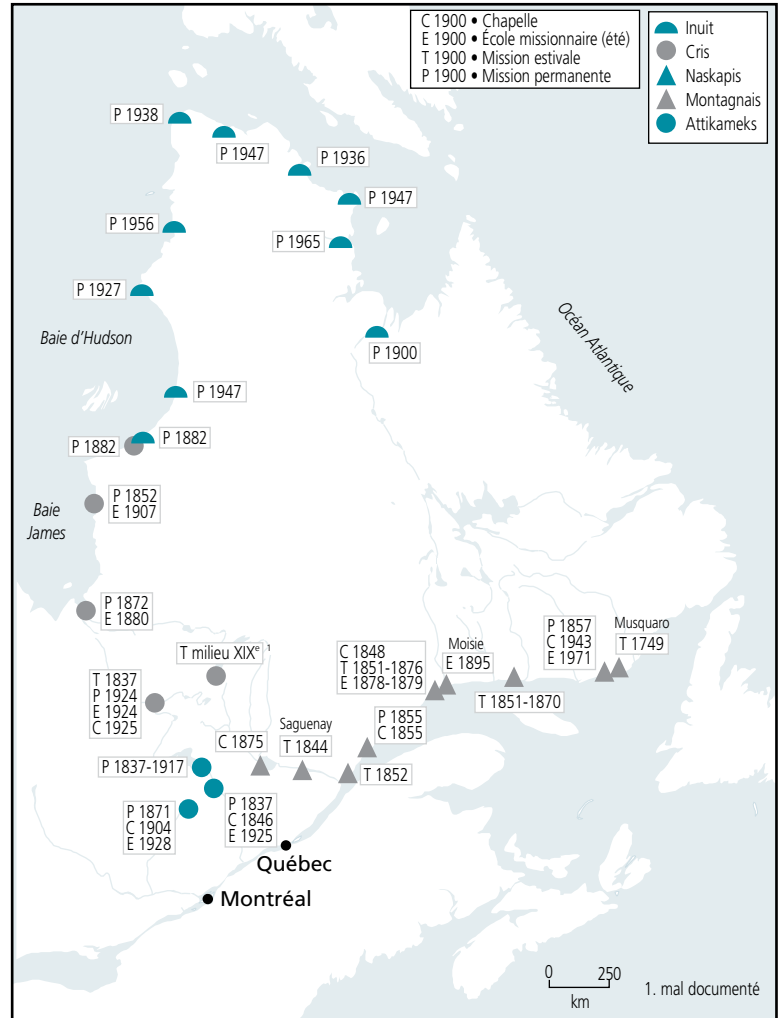 C 1900 • Chapelle
E 1900 • École missionnaire (été)
T 1900 • Mission estivale
P 1900 • Mission permanente
Inuit
Cris
Naskapis
Montagnais
Attikameks
P 1938
P 1947
P 1936
P 1947
P 1956
P 1965
P 1927
Baie d'Hudson
Océan Atlantique
P 1900
P 1947
P 1882
P 1882
Baie
James
P 1852
E 1907
P 1872
E 1880
T milieu XIXe 1
T 1837
P 1924
E 1924
C 1925
C 1848
T 1851-1876
E 1878-1879
Moisie
E 1895
P 1857
C 1943
E 1971
Musquaro
T 1749
T 1851-1870
C 1875
Saguenay
T 1844
P 1855
C 1855
T 1852
P 1837-1917
P 1871
C 1904
E 1928
P 1837
C 1846
E 1925
Québec
Montréal
0 250
km
1. mal documenté